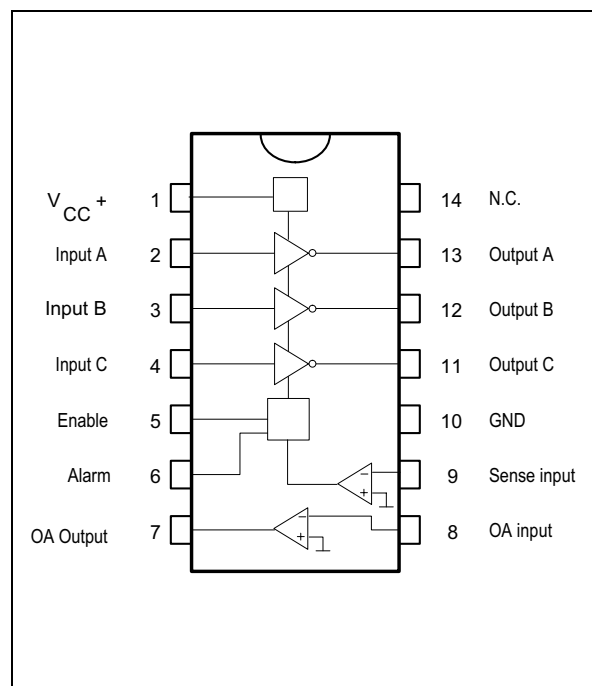 V CC + 1 14 N.C.
Input A 2 13 Output A
Input B 3 12 Output B
Input C 4 11 Output C
Enable 5 10 GND
Alarm 6 9 Sense input
OA Output 7 8 OA input
- +
- +